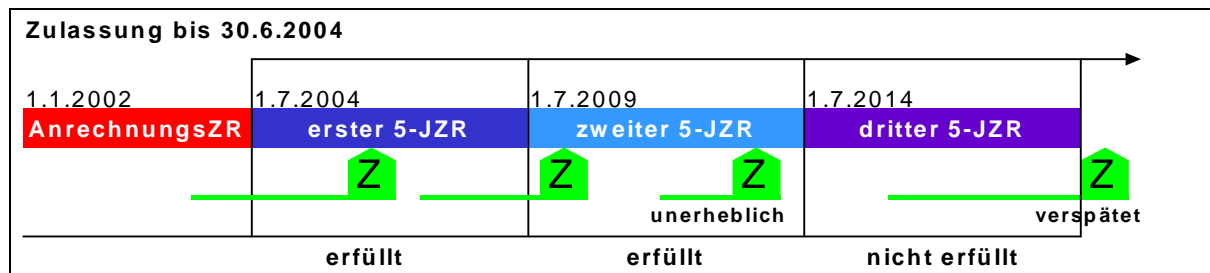 Zulassung bis 30.6.2004
1.1.2002 1.7.2004 1.7.2009 1.7.2014
AnrechnungsZR erster 5-JZR zweiter 5-JZR dritter 5-JZR
Z Z Z Z
unerheblich verspätet
erfüllt erfüllt nicht erfüllt